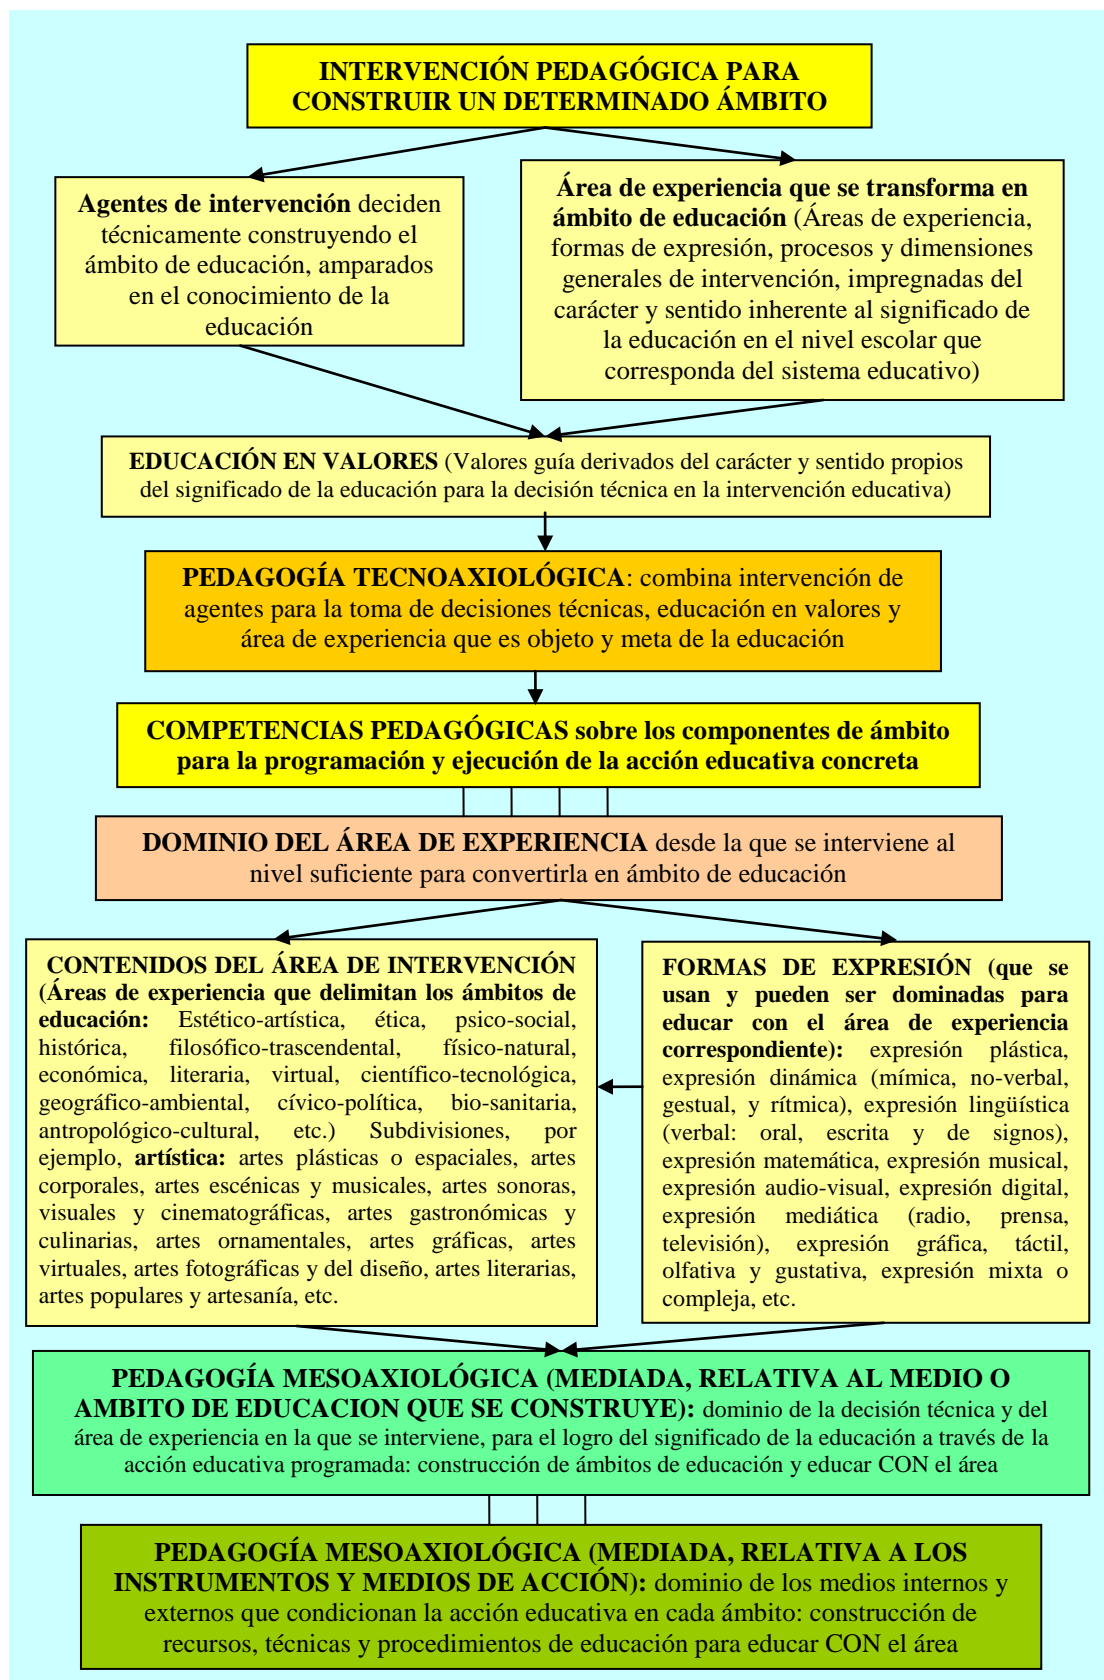 INTERVENCIÓN PEDAGÓGICA PARA
CONSTRUIR UN DETERMINADO ÁMBITO
Agentes de intervención deciden
técnicamente construyendo el
ámbito de educación, amparados
en el conocimiento de la
educación
Área de experiencia que se transforma en
ámbito de educación (Áreas de experiencia,
formas de expresión, procesos y dimensiones
generales de intervención, impregnadas del
carácter y sentido inherente al significado de
la educación en el nivel escolar que
corresponda del sistema educativo)
EDUCACIÓN EN VALORES (Valores guía derivados del carácter y sentido propios
del significado de la educación para la decisión técnica en la intervención educativa)
PEDAGOGÍA TECNOAXIOLÓGICA: combina intervención de
agentes para la toma de decisiones técnicas, educación en valores y
área de experiencia que es objeto y meta de la educación
COMPETENCIAS PEDAGÓGICAS sobre los componentes de ámbito
para la programación y ejecución de la acción educativa concreta
DOMINIO DEL ÁREA DE EXPERIENCIA desde la que se interviene al
nivel suficiente para convertirla en ámbito de educación
CONTENIDOS DEL ÁREA DE INTERVENCIÓN
(Áreas de experiencia que delimitan los ámbitos de
educación: Estético-artística, ética, psico-social,
histórica, filosófico-trascendental, físico-natural,
económica, literaria, virtual, científico-tecnológica,
geográfico-ambiental, cívico-política, bio-sanitaria,
antropológico-cultural, etc.) Subdivisiones, por
ejemplo, artística: artes plásticas o espaciales, artes
corporales, artes escénicas y musicales, artes sonoras,
visuales y cinematográficas, artes gastronómicas y
culinarias, artes ornamentales, artes gráficas, artes
virtuales, artes fotográficas y del diseño, artes literarias,
artes populares y artesanía, etc.
FORMAS DE EXPRESIÓN (que se
usan y pueden ser dominadas para
educar con el área de experiencia
correspondiente): expresión plástica,
expresión dinámica (mímica, no-verbal,
gestual, y rítmica), expresión lingüística
(verbal: oral, escrita y de signos),
expresión matemática, expresión musical,
expresión audio-visual, expresión digital,
expresión mediática (radio, prensa,
televisión), expresión gráfica, táctil,
olfativa y gustativa, expresión mixta o
compleja, etc.
PEDAGOGÍA MESOAXIOLÓGICA (MEDIADA, RELATIVA AL MEDIO O
AMBITO DE EDUCACION QUE SE CONSTRUYE): dominio de la decisión técnica y del
área de experiencia en la que se interviene, para el logro del significado de la educación a través de la
acción educativa programada: construcción de ámbitos de educación y educar CON el área
PEDAGOGÍA MESOAXIOLÓGICA (MEDIADA, RELATIVA A LOS
INSTRUMENTOS Y MEDIOS DE ACCIÓN): dominio de los medios internos y
externos que condicionan la acción educativa en cada ámbito: construcción de
recursos, técnicas y procedimientos de educación para educar CON el área